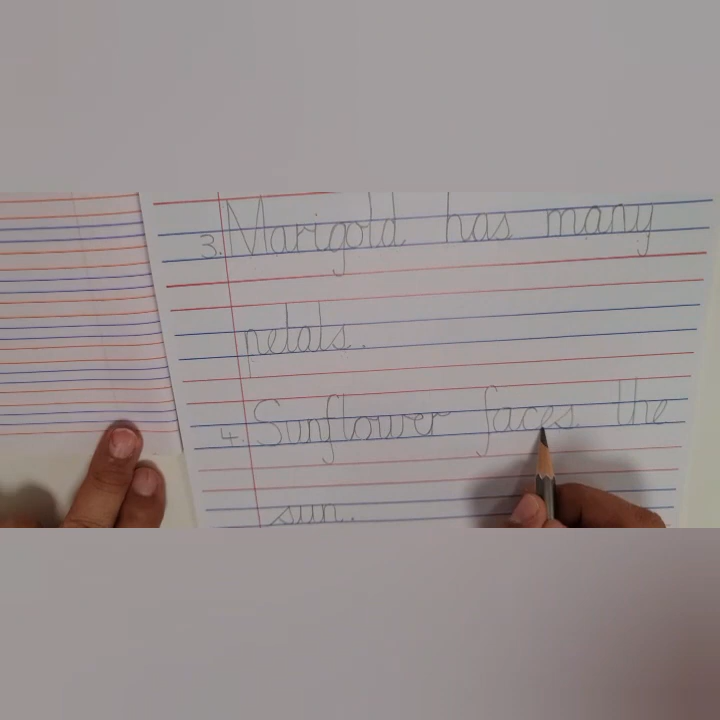 3. Marigold has many
petals.
4. Sunflower faces the
sun.